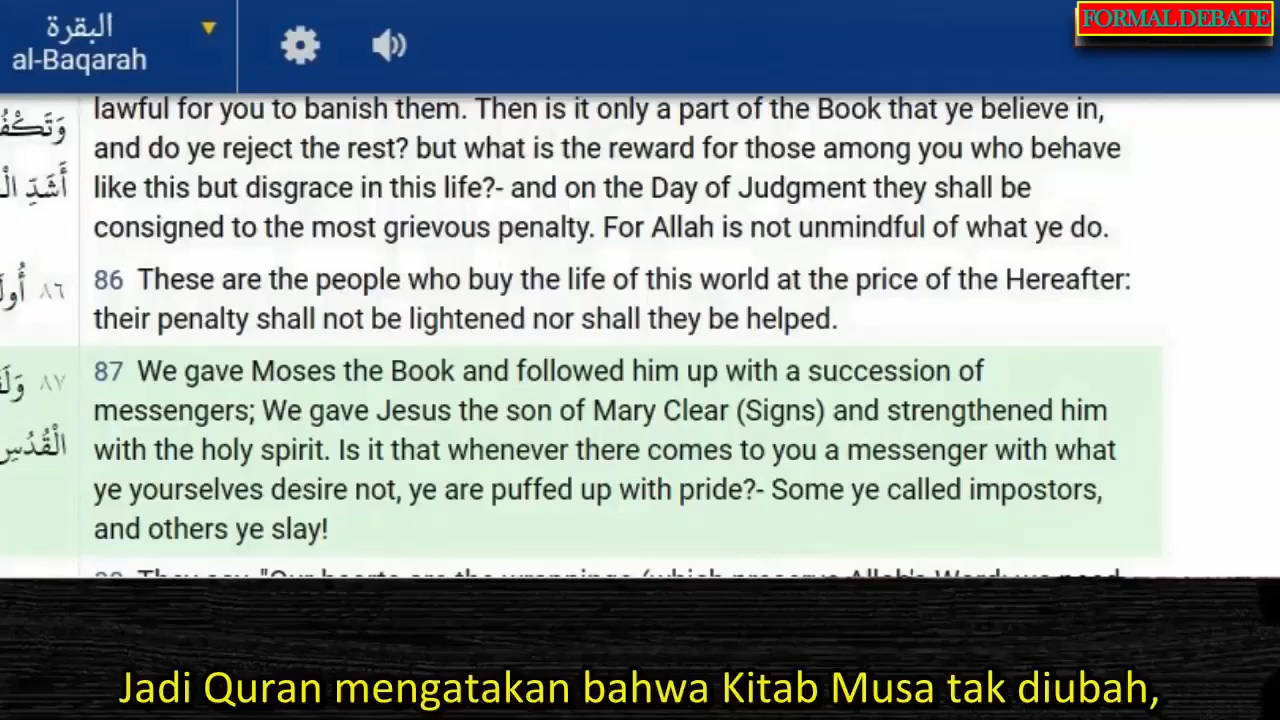 البقرة
al-Baqarah
FORMAL DEBATE
lawful for you to banish them. Then is it only a part of the Book that ye believe in,
and do ye reject the rest? but what is the reward for those among you who behave
like this but disgrace in this life?- and on the Day of Judgment they shall be
consigned to the most grievous penalty. For Allah is not unmindful of what ye do.
أَشَدِّ
86 These are the people who buy the life of this world at the price of the Hereafter:
their penalty shall not be lightened nor shall they be helped.
٨٦
87 We gave Moses the Book and followed him up with a succession of
messengers; We gave Jesus the son of Mary Clear (Signs) and strengthened him
with the holy spirit. Is it that whenever there comes to you a messenger with what
ye yourselves desire not, ye are puffed up with pride?- Some ye called impostors,
and others ye slay!
٨٧
الْقُدُسِ
Jadi Quran mengatakan bahwa Kitab Musa tak diubah,